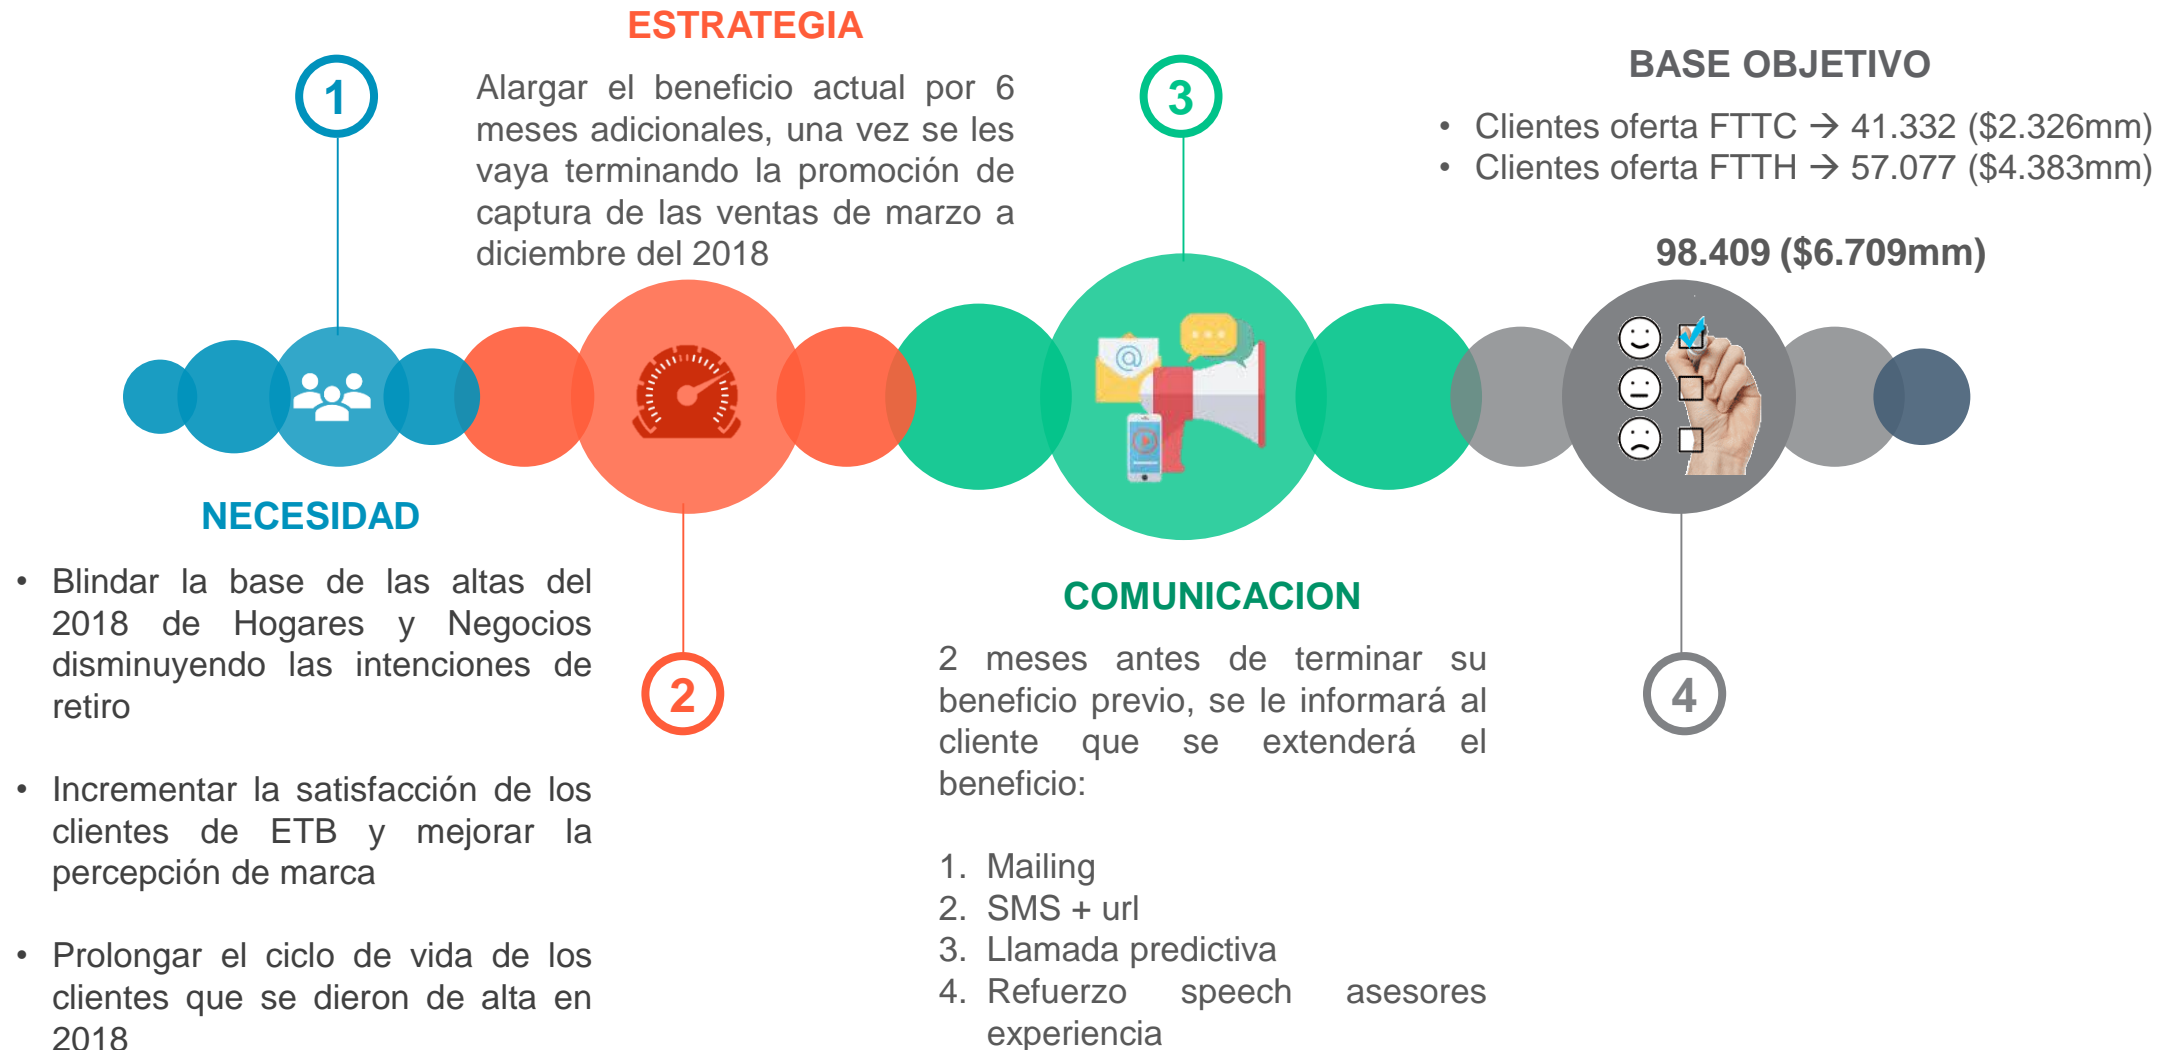 1
NECESIDAD
• Blindar la base de las altas del
2018 de Hogares y Negocios
disminuyendo las intenciones de
retiro
• Incrementar la satisfacción de los
clientes de ETB y mejorar la
percepción de marca
• Prolongar el ciclo de vida de los
clientes que se dieron de alta en
2018
ESTRATEGIA
Alargar el beneficio actual por 6
meses adicionales, una vez se les
vaya terminando la promoción de
captura de las ventas de marzo a
diciembre del 2018
2
3
@
COMUNICACION
2 meses antes de terminar su
beneficio previo, se le informará al
cliente que se extenderá el
beneficio:
1. Mailing
2. SMS + url
3. Llamada predictiva
4. Refuerzo speech asesores
experiencia
BASE OBJETIVO
• Clientes oferta FTTC → 41.332 ($2.326mm)
• Clientes oferta FTTH → 57.077 ($4.383mm)
98.409 ($6.709mm)
4